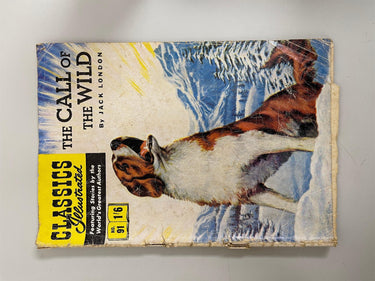 CLASSICS
Illustrated
Featuring Stories by the
World's Greatest Authors
NO.
91
1'6
THE CALL OF
THE WILD
By JACK LONDON